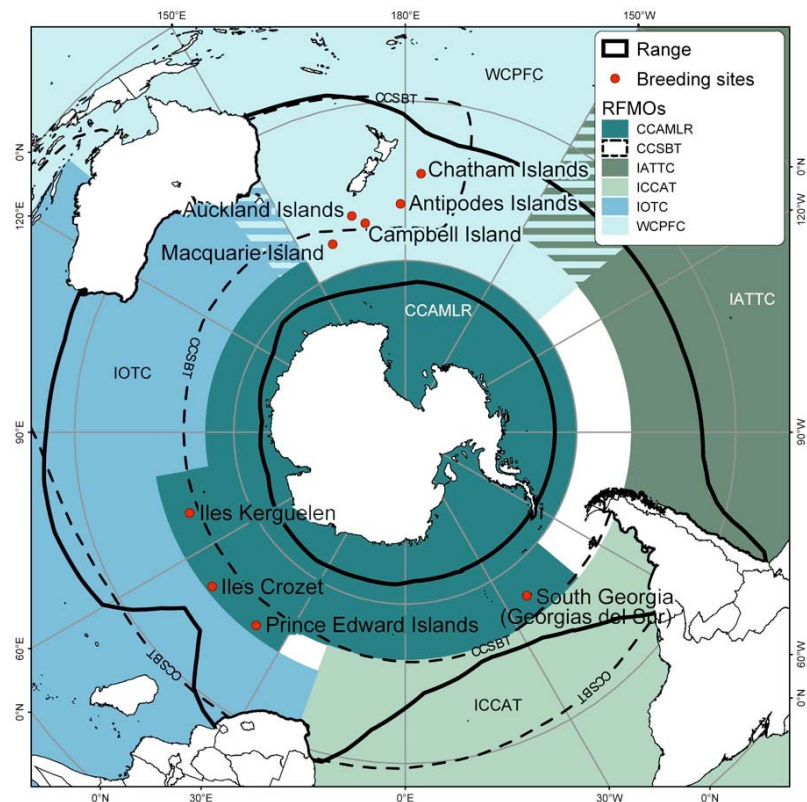 150°E
180°E
150°W
WCPFC
CCSBT
Range
Breeding sites
RFMOs
CCAMLR
CCSBT
IATTC
ICCAT
IOTC
WCPFC
0°N
120°E
0°N
120°W
Chatham Islands
Antipodes Islands
Auckland Islands
Campbell Island
Macquarie Island
CCAMLR
IATTC
CCSBT
IOTC
90°E
90°W
Iles Kerguelen
Iles Crozet
South Georgia
(Georgias del Sur)
Prince Edward Islands
CCSBT
60°E
60°W
CCSBT
CCSBT
ICCAT
0°N
0°N
0°N
30°E
0°E
30°W
0°N